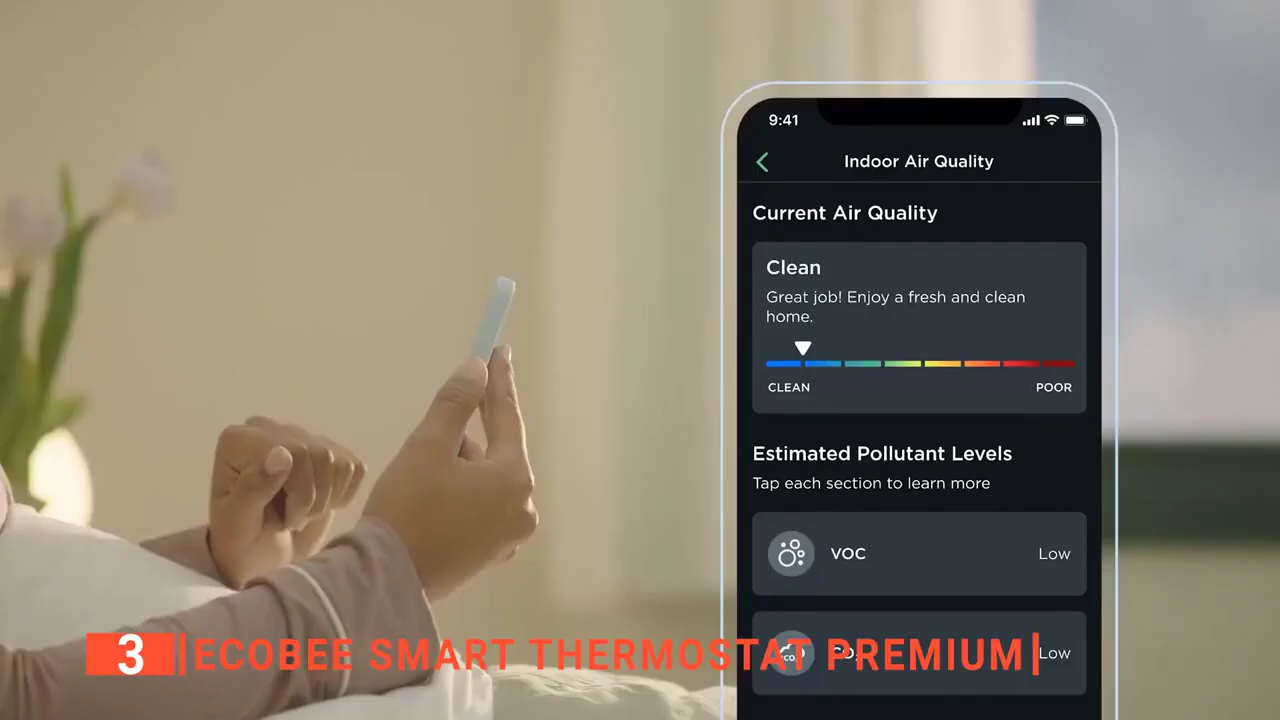 9:41
Indoor Air Quality
Current Air Quality
Clean
Great job! Enjoy a fresh and clean
home.
CLEAN
POOR
Estimated Pollutant Levels
Tap each section to learn more
VOC
Low
3 ECOBEE SMART THERMOSTAT PREMIUM
Low